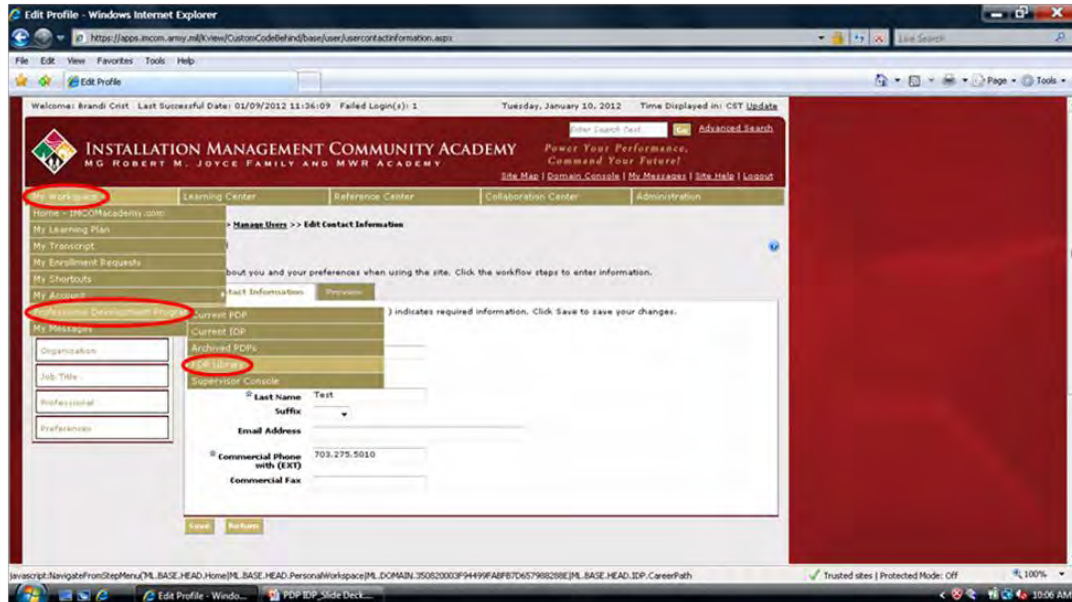 Edit Profile - Windows Internet Explorer
https://apps.imcom.army.mil/Kview/CustomCodeBehind/base/user/usercontactinformation.aspx
Live Search
File Edit View Favorites Tools Help
Edit Profile
Page Tools
Welcome: Brandi Crist Last Successful Date: 01/09/2012 11:36:09 Failed Login(s): 1 Tuesday, January 10, 2012 Time Displayed in: CST Update
Enter Search Text Go Advanced Search
INSTALLATION MANAGEMENT COMMUNITY ACADEMY
MG ROBERT M. JOYCE FAMILY AND MWR ACADEMY
Power Your Performance,
Command Your Future!
Site Map | Domain Console | My Messages | Site Help | Logout
My Workspace Learning Center Reference Center Collaboration Center Administration
Home - IMCOMacademy.com
My Learning Plan
> Manage Users >> Edit Contact Information
My Transcript
My Enrollment Requests
My Shortcuts
bout you and your preferences when using the site. Click the workflow steps to enter information.
My Account
tact Information Preview
Professional Development Progra
Current PDP
) indicates required information. Click Save to save your changes.
My Messages
Current IDP
Organization
Archived PDPs
PDP Library
Job Title
Supervisor Console
Professional
Last Name Test
Suffix
Preferences
Email Address
Commercial Phone with (EXT) 703.275.5010
Commercial Fax
Save Return
javascript:NavigateFromStepMenu('ML.BASE.HEAD.Home|ML.BASE.HEAD.PersonalWorkspace|ML.DOMAIN.
Trusted sites | Protected Mode: Off
100%
Edit Profile - Windo...
PDP IDP_Slide Deck....
10:06 AM